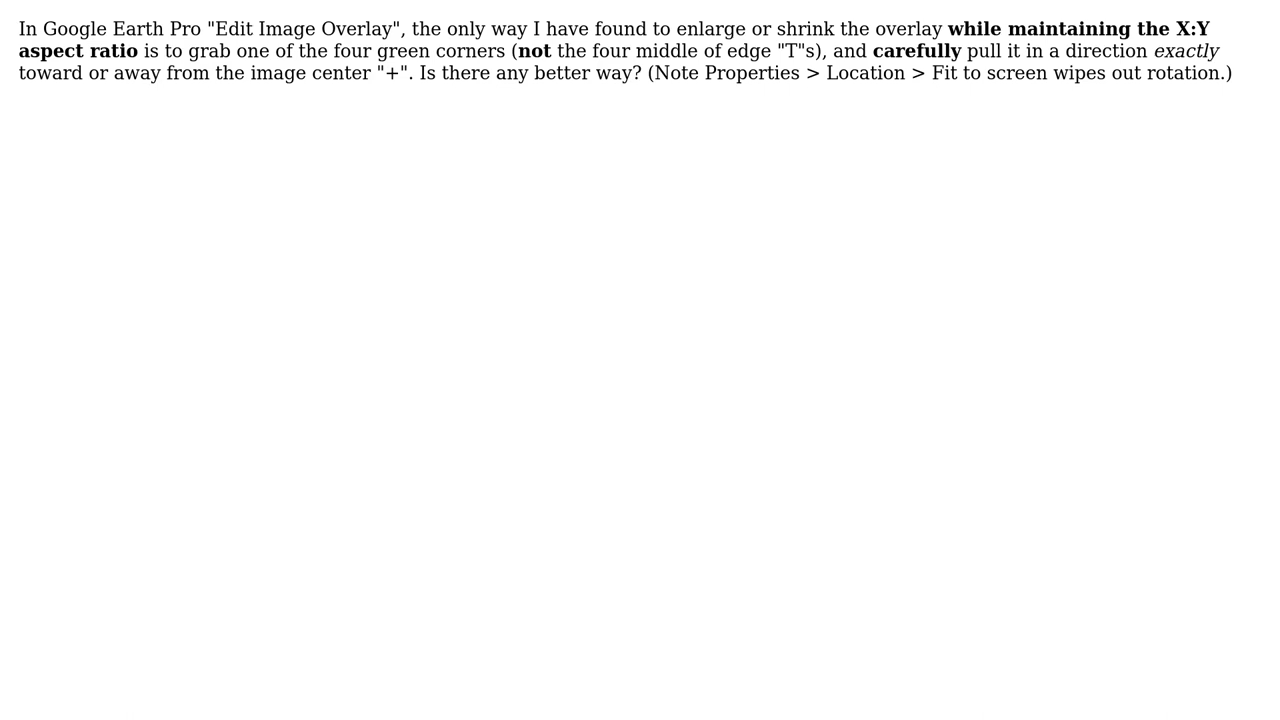 In Google Earth Pro "Edit Image Overlay", the only way I have found to enlarge or shrink the overlay while maintaining the X:Y
aspect ratio is to grab one of the four green corners (not the four middle of edge "T"s), and carefully pull it in a direction exactly
toward or away from the image center "+". Is there any better way? (Note Properties > Location > Fit to screen wipes out rotation.)